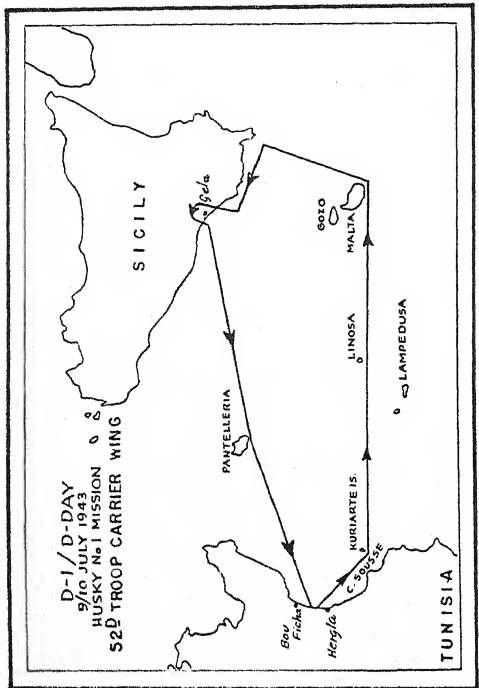 D-1/D-DAY
9/10 JULY 1943
HUSKY No 1 MISSION
52D TROOP CARRIER WING
SICILY
Gela
PANTELLERIA
GOZO
MALTA
LINOSA
LAMPEDUSA
Bou
Ficha
Hergla
KURIARTE IS.
C. SOUSSE
TUNISIA